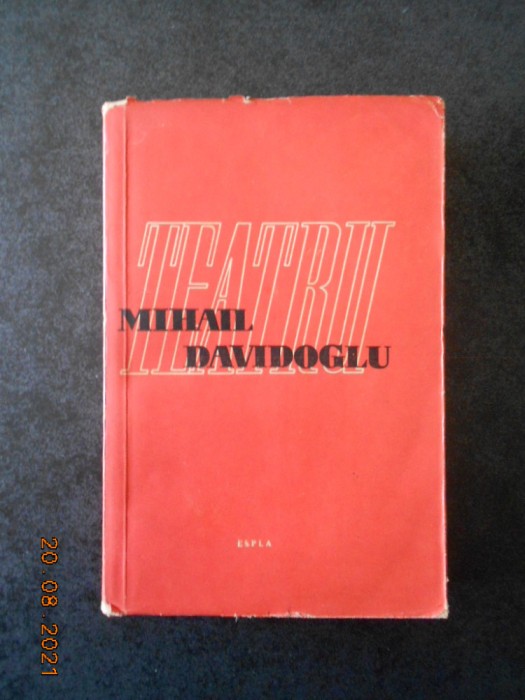 TEATRU
MIHAIL
DAVIDOGLU
ESPLA
20.08.2021